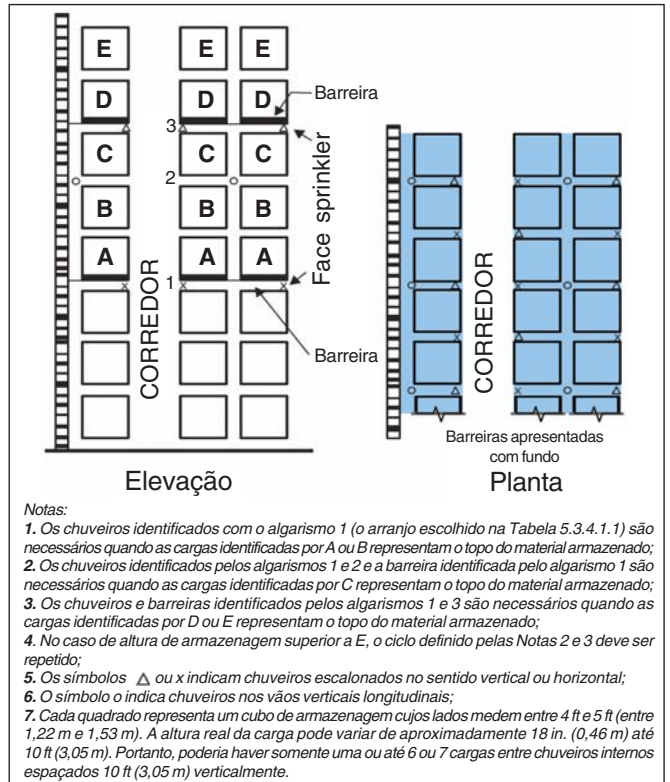 E E E
D D D
Barreira
3
C C C
2
Face sprinkler
B B B
A A A
1
CORREDOR
Barreira
Elevação
CORREDOR
Barreiras apresentadas
com fundo
Planta
Notas:
1. Os chuveiros identificados com o algarismo 1 (o arranjo escolhido na Tabela 5.3.4.1.1) são
necessários quando as cargas identificadas por A ou B representam o topo do material armazenado;
2. Os chuveiros identificados pelos algarismos 1 e 2 e a barreira identificada pelo algarismo 1 são
necessários quando as cargas identificadas por C representam o topo do material armazenado;
3. Os chuveiros e barreiras identificados pelos algarismos 1 e 3 são necessários quando as
cargas identificadas por D ou E representam o topo do material armazenado;
4. No caso de altura de armazenagem superior a E, o ciclo definido pelas Notas 2 e 3 deve ser
repetido;
5. Os símbolos △ ou x indicam chuveiros escalonados no sentido vertical ou horizontal;
6. O símbolo o indica chuveiros nos vãos verticais longitudinais;
7. Cada quadrado representa um cubo de armazenagem cujos lados medem entre 4 ft e 5 ft (entre
1,22 m e 1,53 m). A altura real da carga pode variar de aproximadamente 18 in. (0,46 m) até
10 ft (3,05 m). Portanto, poderia haver somente uma ou até 6 ou 7 cargas entre chuveiros internos
espaçados 10 ft (3,05 m) verticalmente.